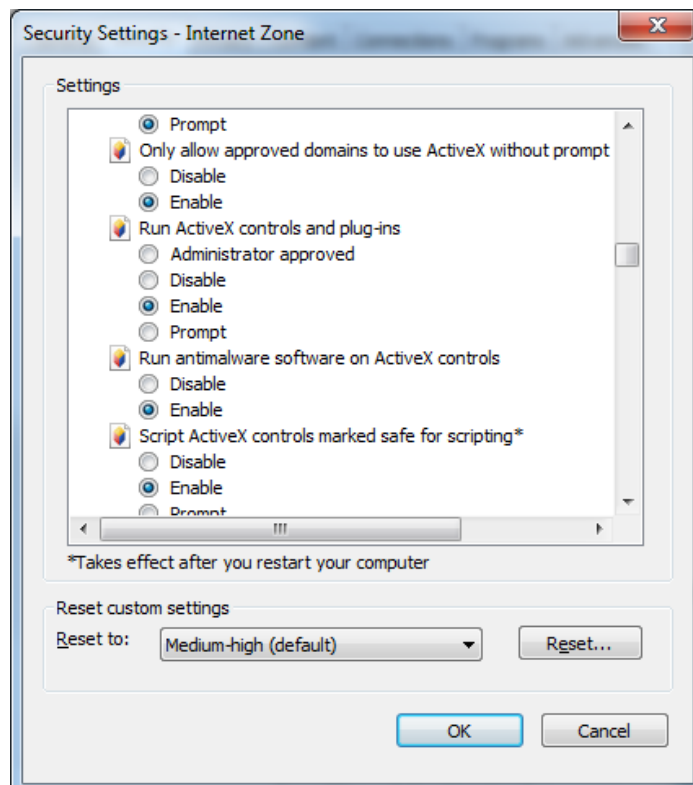 Security Settings - Internet Zone
Settings
Prompt
Only allow approved domains to use ActiveX without prompt
Disable
Enable
Run ActiveX controls and plug-ins
Administrator approved
Disable
Enable
Prompt
Run antimalware software on ActiveX controls
Disable
Enable
Script ActiveX controls marked safe for scripting*
Disable
Enable
Prompt
*Takes effect after you restart your computer
Reset custom settings
Reset to: Medium-high (default) Reset...
OK Cancel